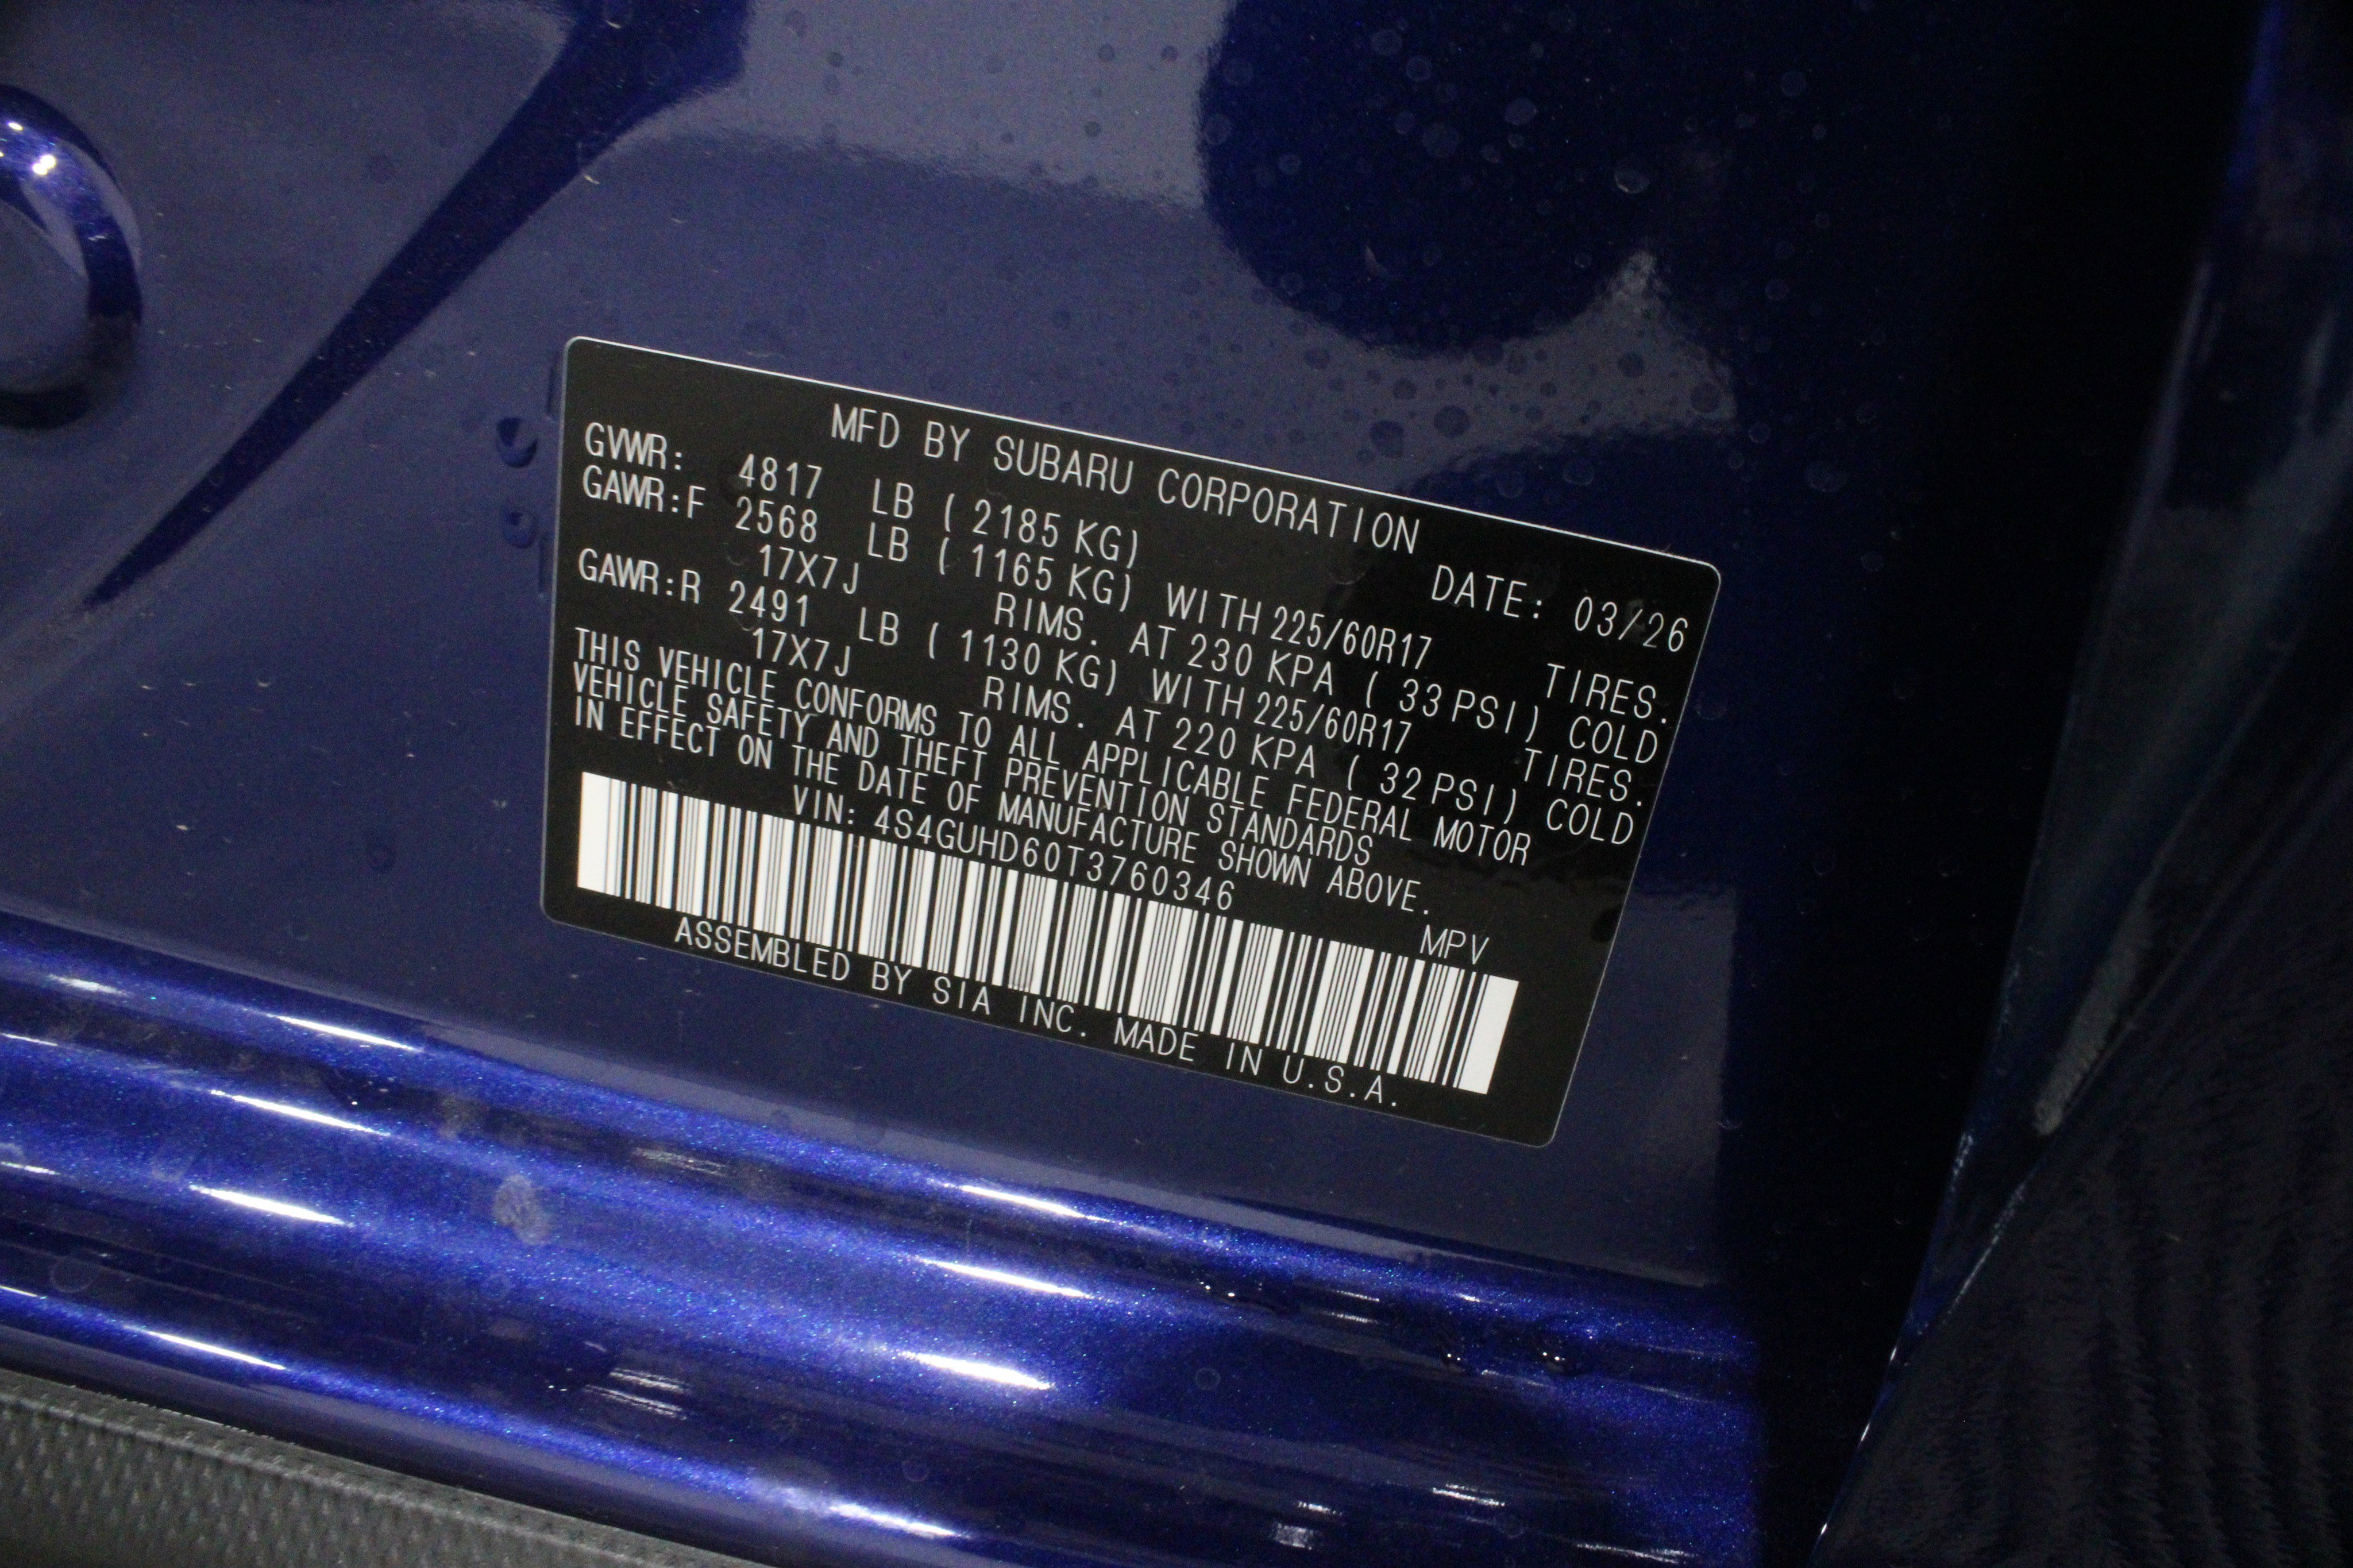 MFD BY SUBARU CORPORATION DATE: 03/26
GVWR: 4817 LB ( 2185 KG)
GAWR:F 2568 LB ( 1165 KG) WITH 225/60R17 TIRES.
17X7J RIMS. AT 230 KPA ( 33 PSI) COLD
GAWR:R 2491 LB ( 1130 KG) WITH 225/60R17 TIRES.
17X7J RIMS. AT 220 KPA ( 32 PSI) COLD
THIS VEHICLE CONFORMS TO ALL APPLICABLE FEDERAL MOTOR
VEHICLE SAFETY AND THEFT PREVENTION STANDARDS
IN EFFECT ON THE DATE OF MANUFACTURE SHOWN ABOVE.
VIN: 4S4GUHD60T3760346 MPV
ASSEMBLED BY SIA INC. MADE IN U.S.A.